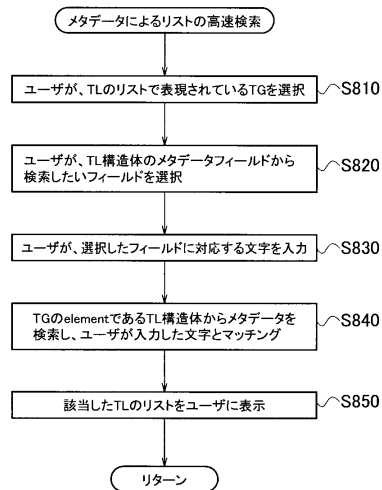 メタデータによるリストの高速検索
ユーザが、TLのリストで表現されているTGを選択
S810
ユーザが、TL構造体のメタデータフィールドから
検索したいフィールドを選択
S820
ユーザが、選択したフィールドに対応する文字を入力
S830
TGのelementであるTL構造体からメタデータを
検索し、ユーザが入力した文字とマッチング
S840
該当したTLのリストをユーザに表示
S850
リターン